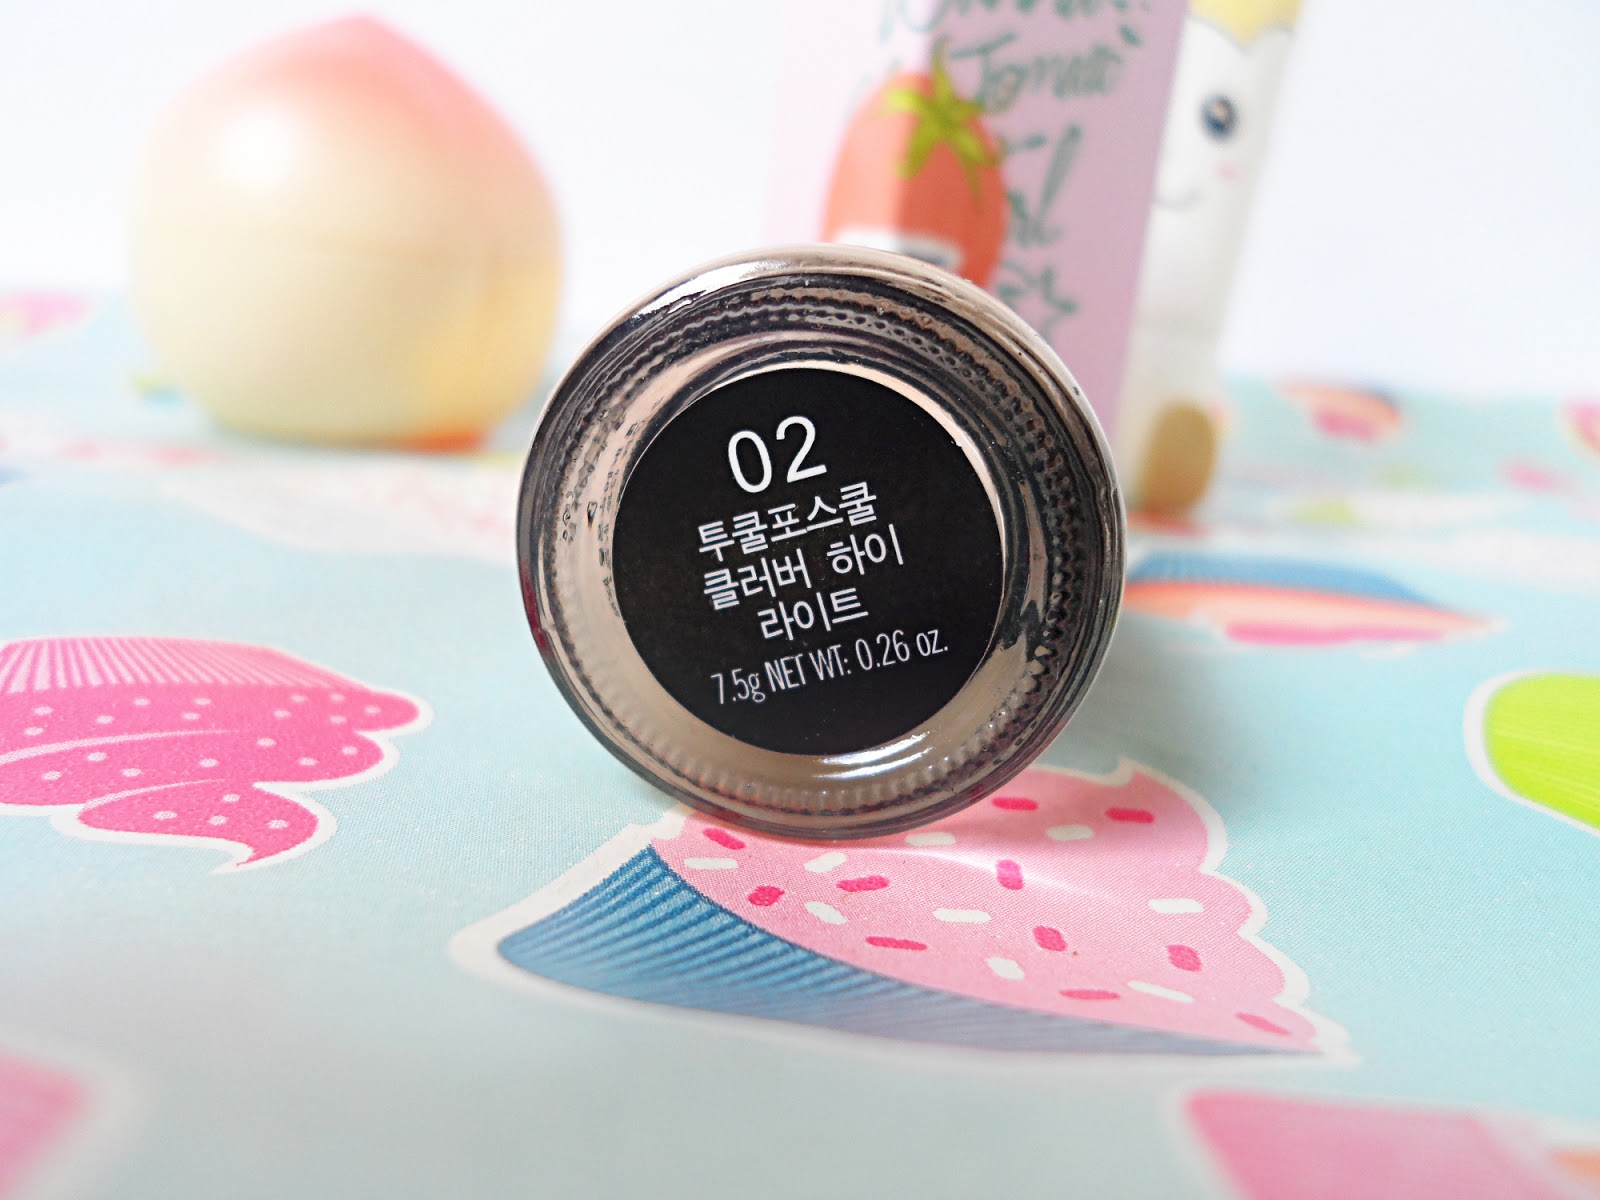 Tomato
02
투쿨포스쿨
클러버 하이
라이트
7.5g NET WT: 0.26 oz.